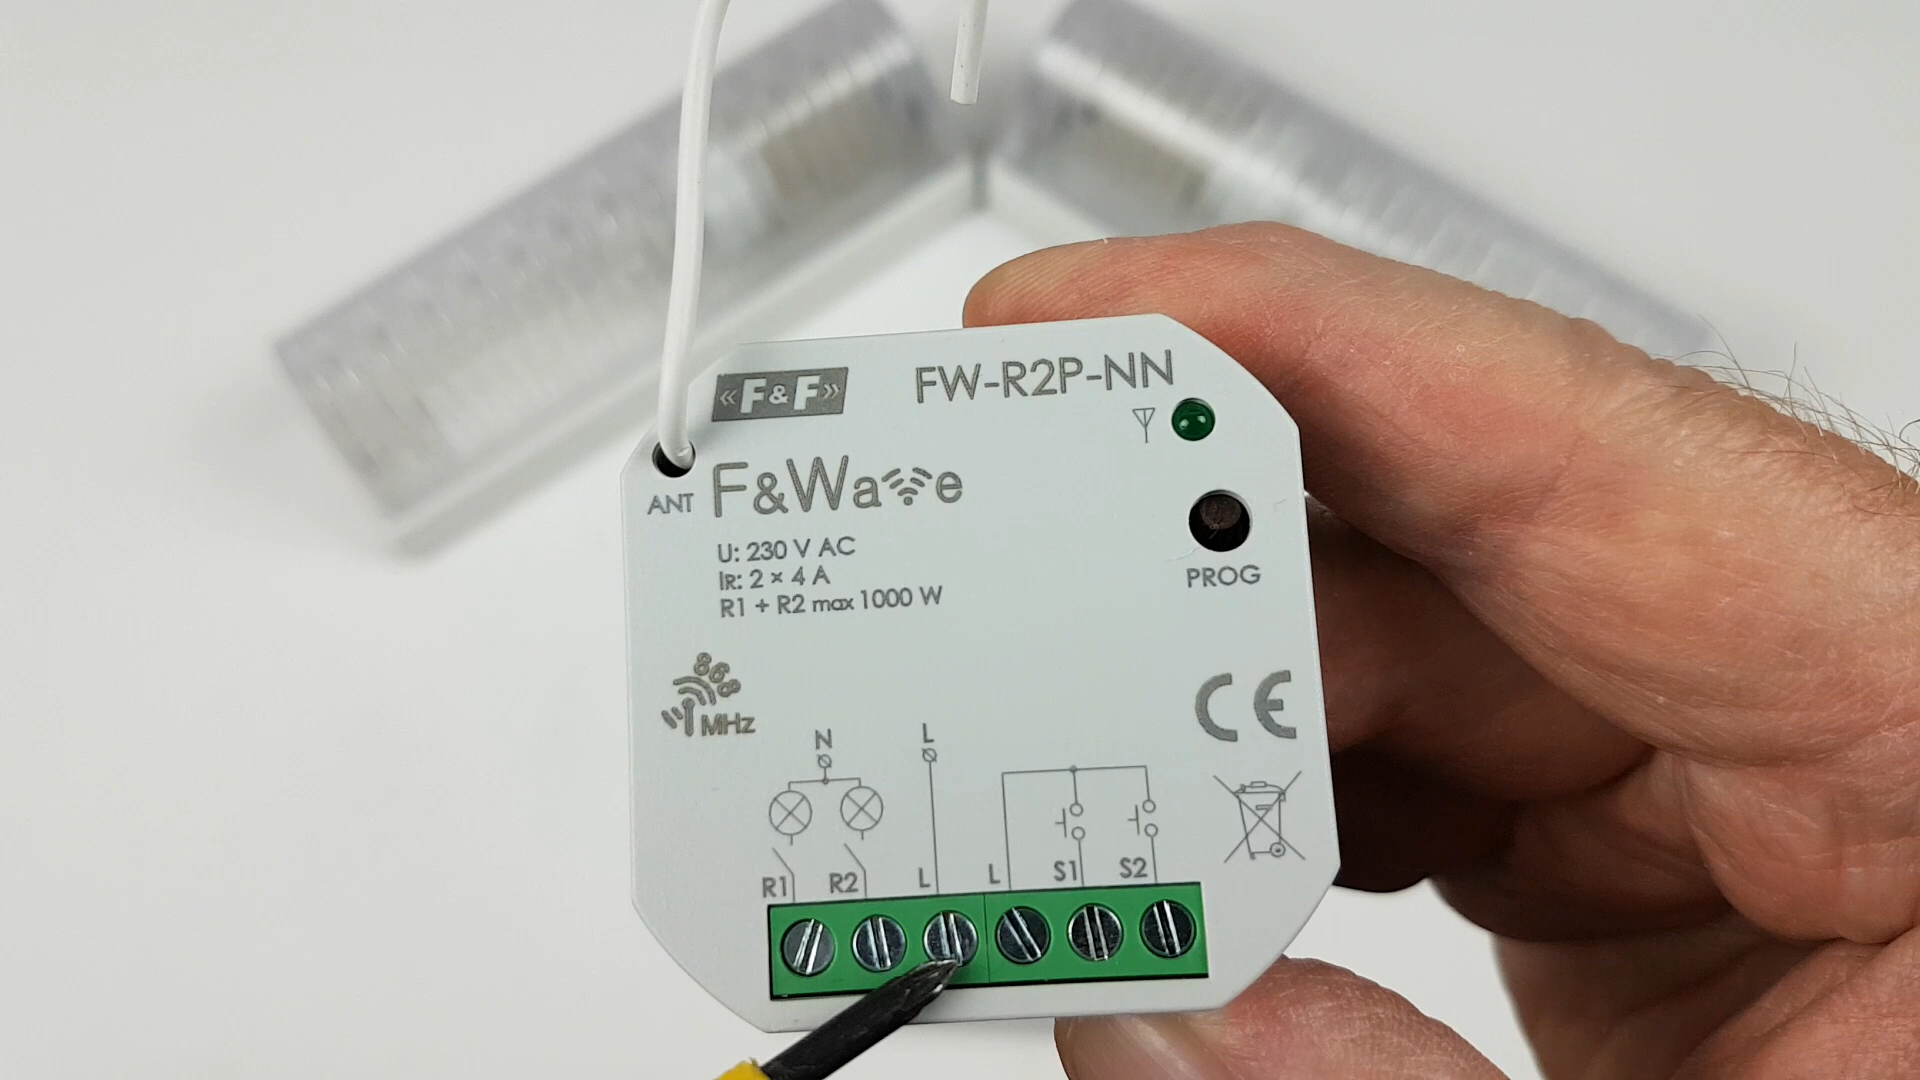 «F&F»
FW-R2P-NN
ANT
F&Wave
U: 230 V AC
IR: 2 × 4 A
R1 + R2 max 1000 W
PROG
868
MHz
CE
N
L
R1
R2
L
L
S1
S2